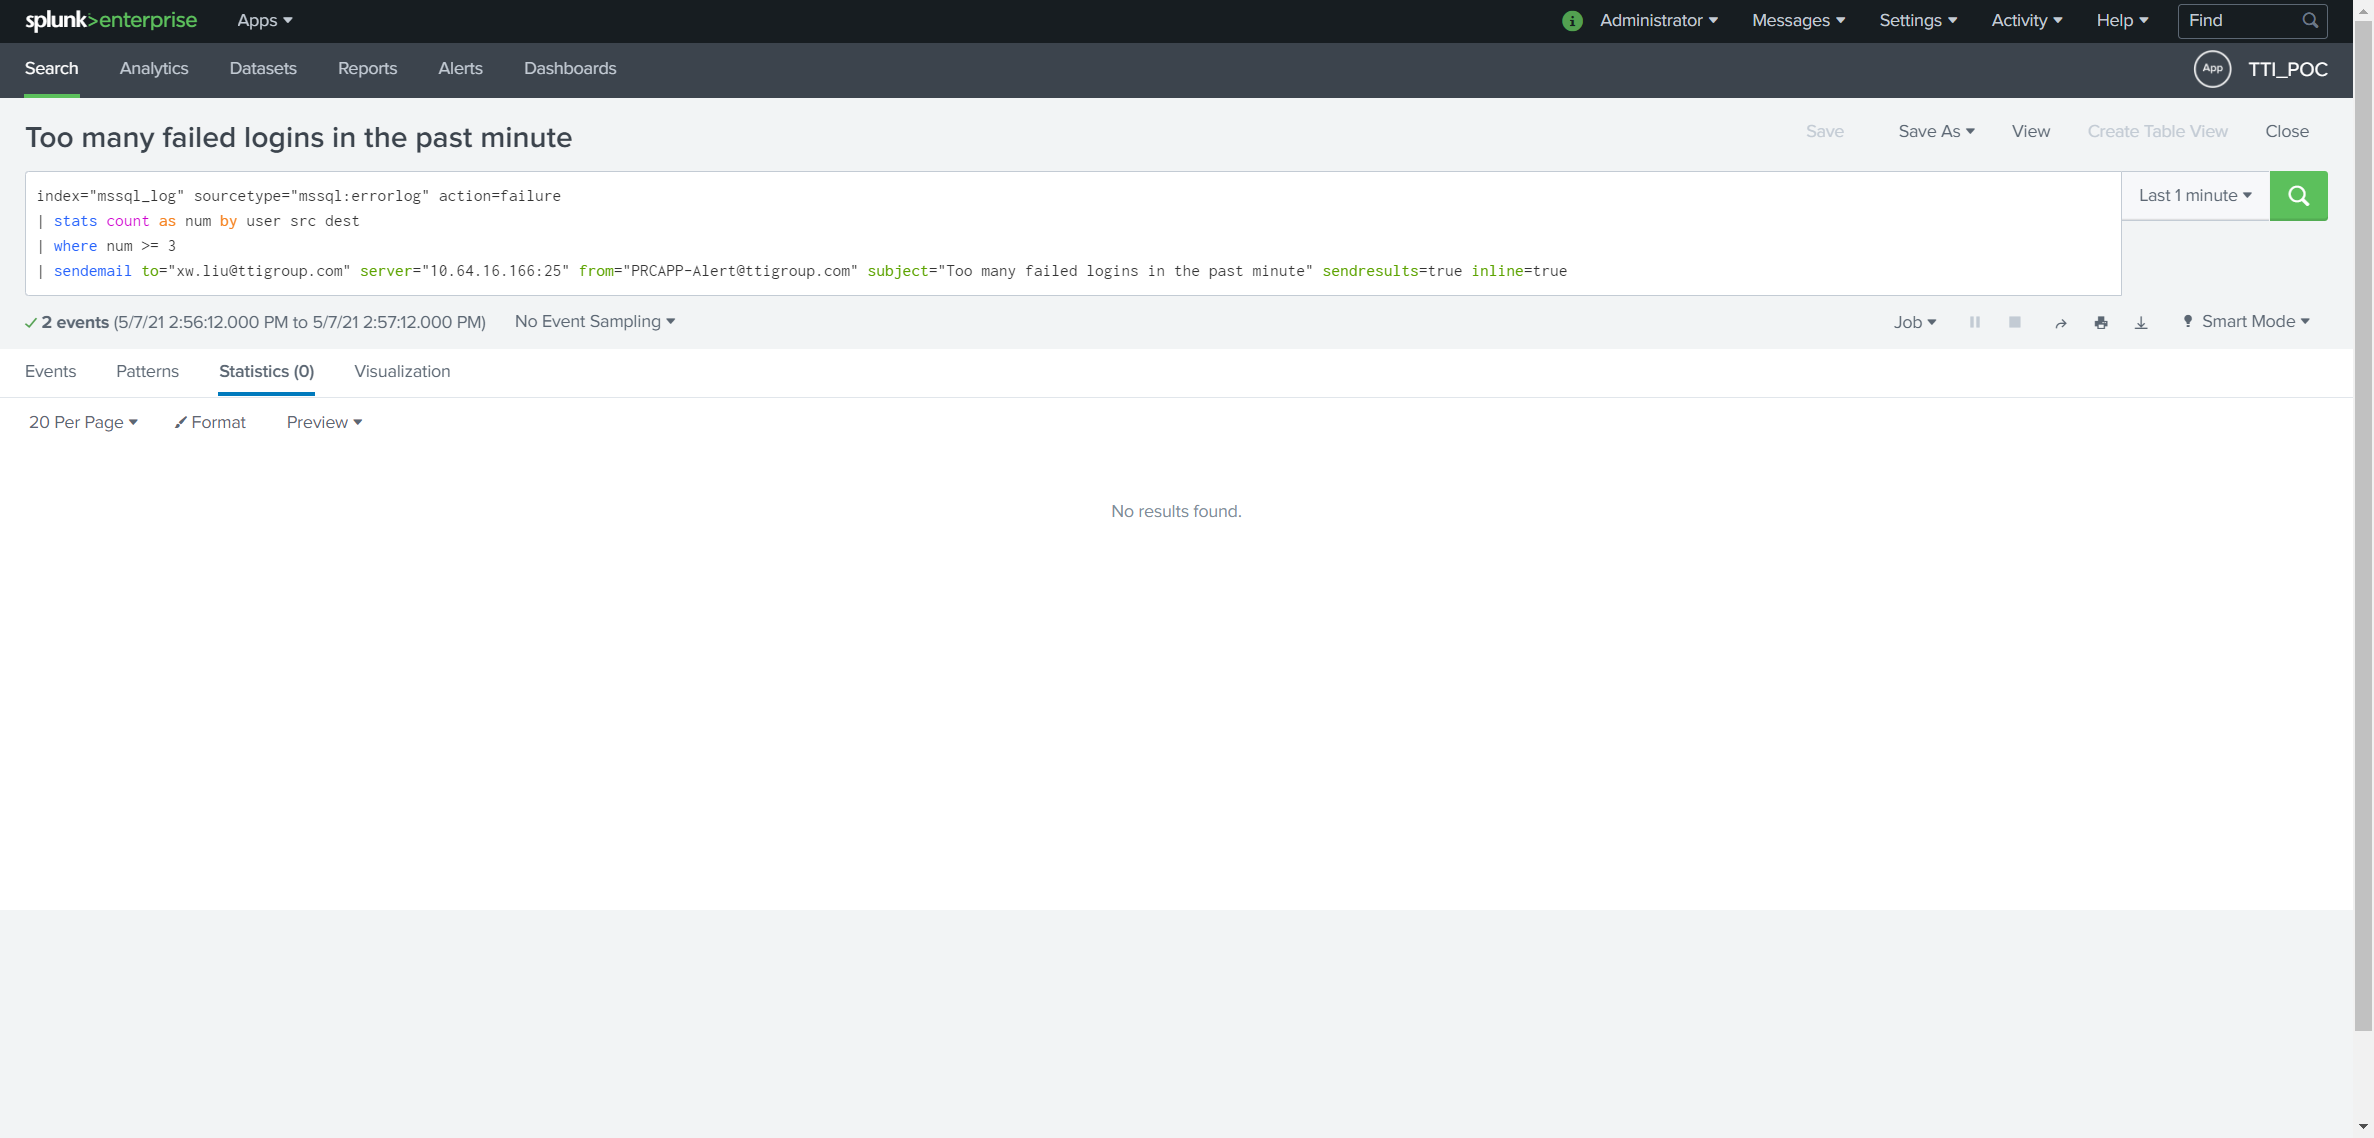 splunk>enterprise Apps Administrator Messages Settings Activity Help Find
Search Analytics Datasets Reports Alerts Dashboards App TTI_POC
Too many failed logins in the past minute Save Save As View Create Table View Close
index="mssql_log" sourcetype="mssql:errorlog" action=failure Last 1 minute
| stats count as num by user src dest
| where num >= 3
| sendemail to="xw.liu@ttigroup.com" server="10.64.16.166:25" from="PRCAPP-Alert@ttigroup.com" subject="Too many failed logins in the past minute" sendresults=true inline=true
2 events (5/7/21 2:56:12.000 PM to 5/7/21 2:57:12.000 PM) No Event Sampling Job Smart Mode
Events Patterns Statistics (0) Visualization
20 Per Page Format Preview
No results found.